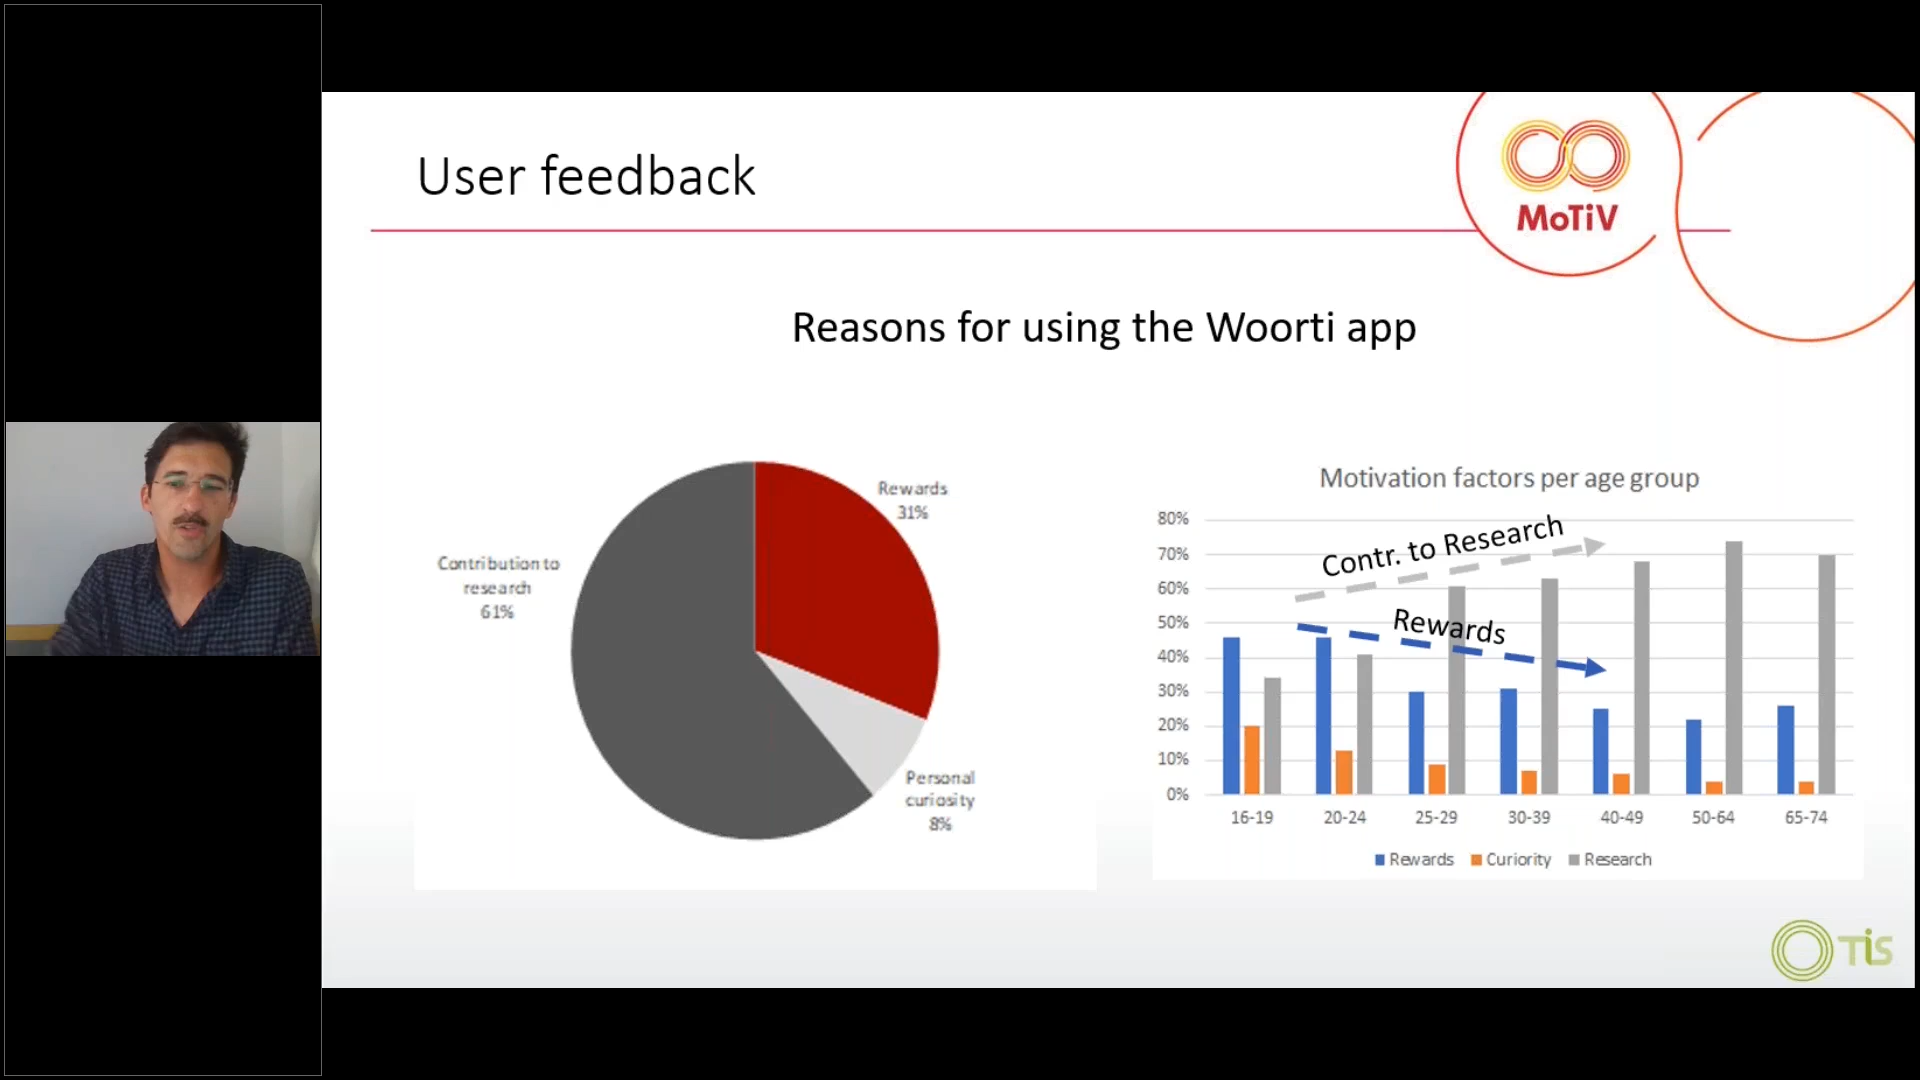 User feedback
MoTiV
Reasons for using the Woorti app
Rewards
31%
Contribution to
research
61%
Personal
curiosity
8%
Motivation factors per age group
80%
70%
60%
50%
40%
30%
20%
10%
0%
Contr. to Research
Rewards
16-19 20-24 25-29 30-39 40-49 50-64 65-74
Rewards Curiority Research
TiS